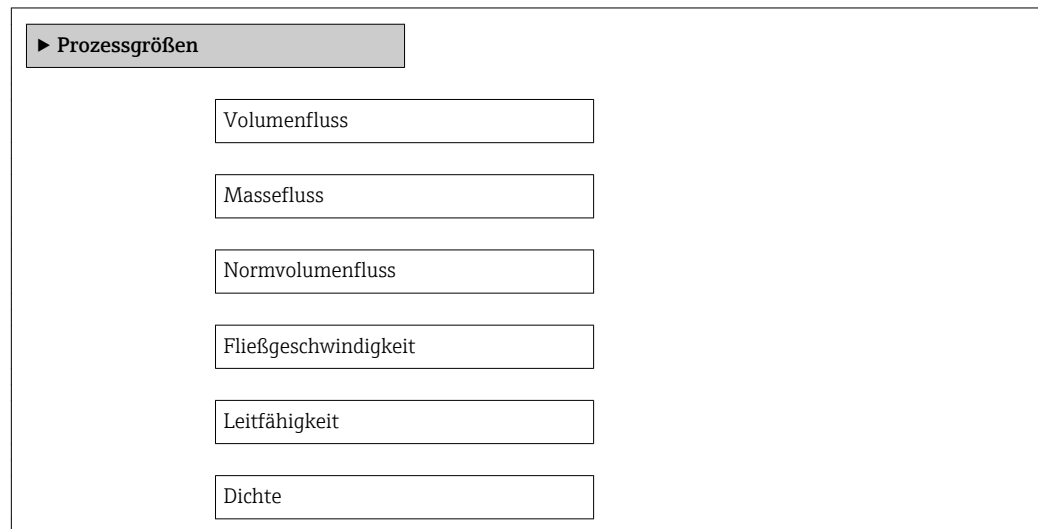 ▶ Prozessgrößen
Volumenfluss
Massefluss
Normvolumenfluss
Fließgeschwindigkeit
Leitfähigkeit
Dichte